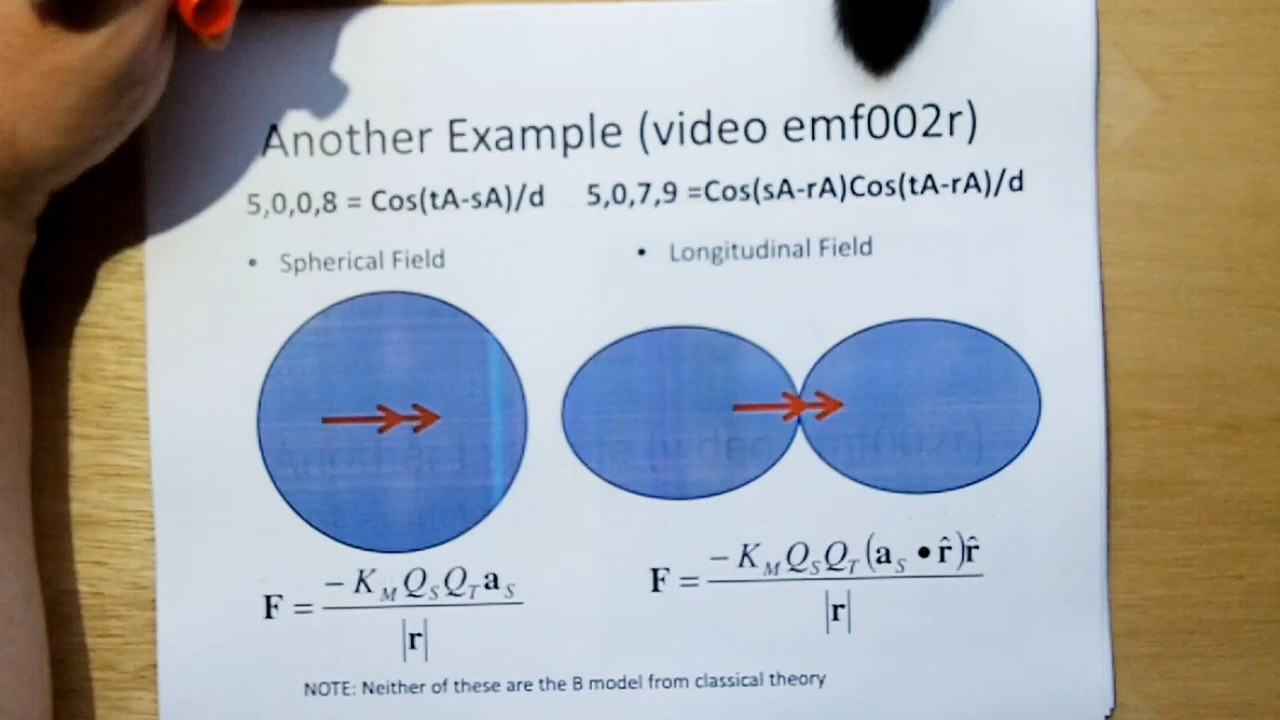 Another Example (video emf002r)
5,0,0,8 = Cos(tA-sA)/d
5,0,7,9 =Cos(sA-rA)Cos(tA-rA)/d
• Spherical Field
• Longitudinal Field
F = −K_M Q_S Q_T a_S / |r|
F = −K_M Q_S Q_T (a_S • r̂)r̂ / |r|
NOTE: Neither of these are the B model from classical theory